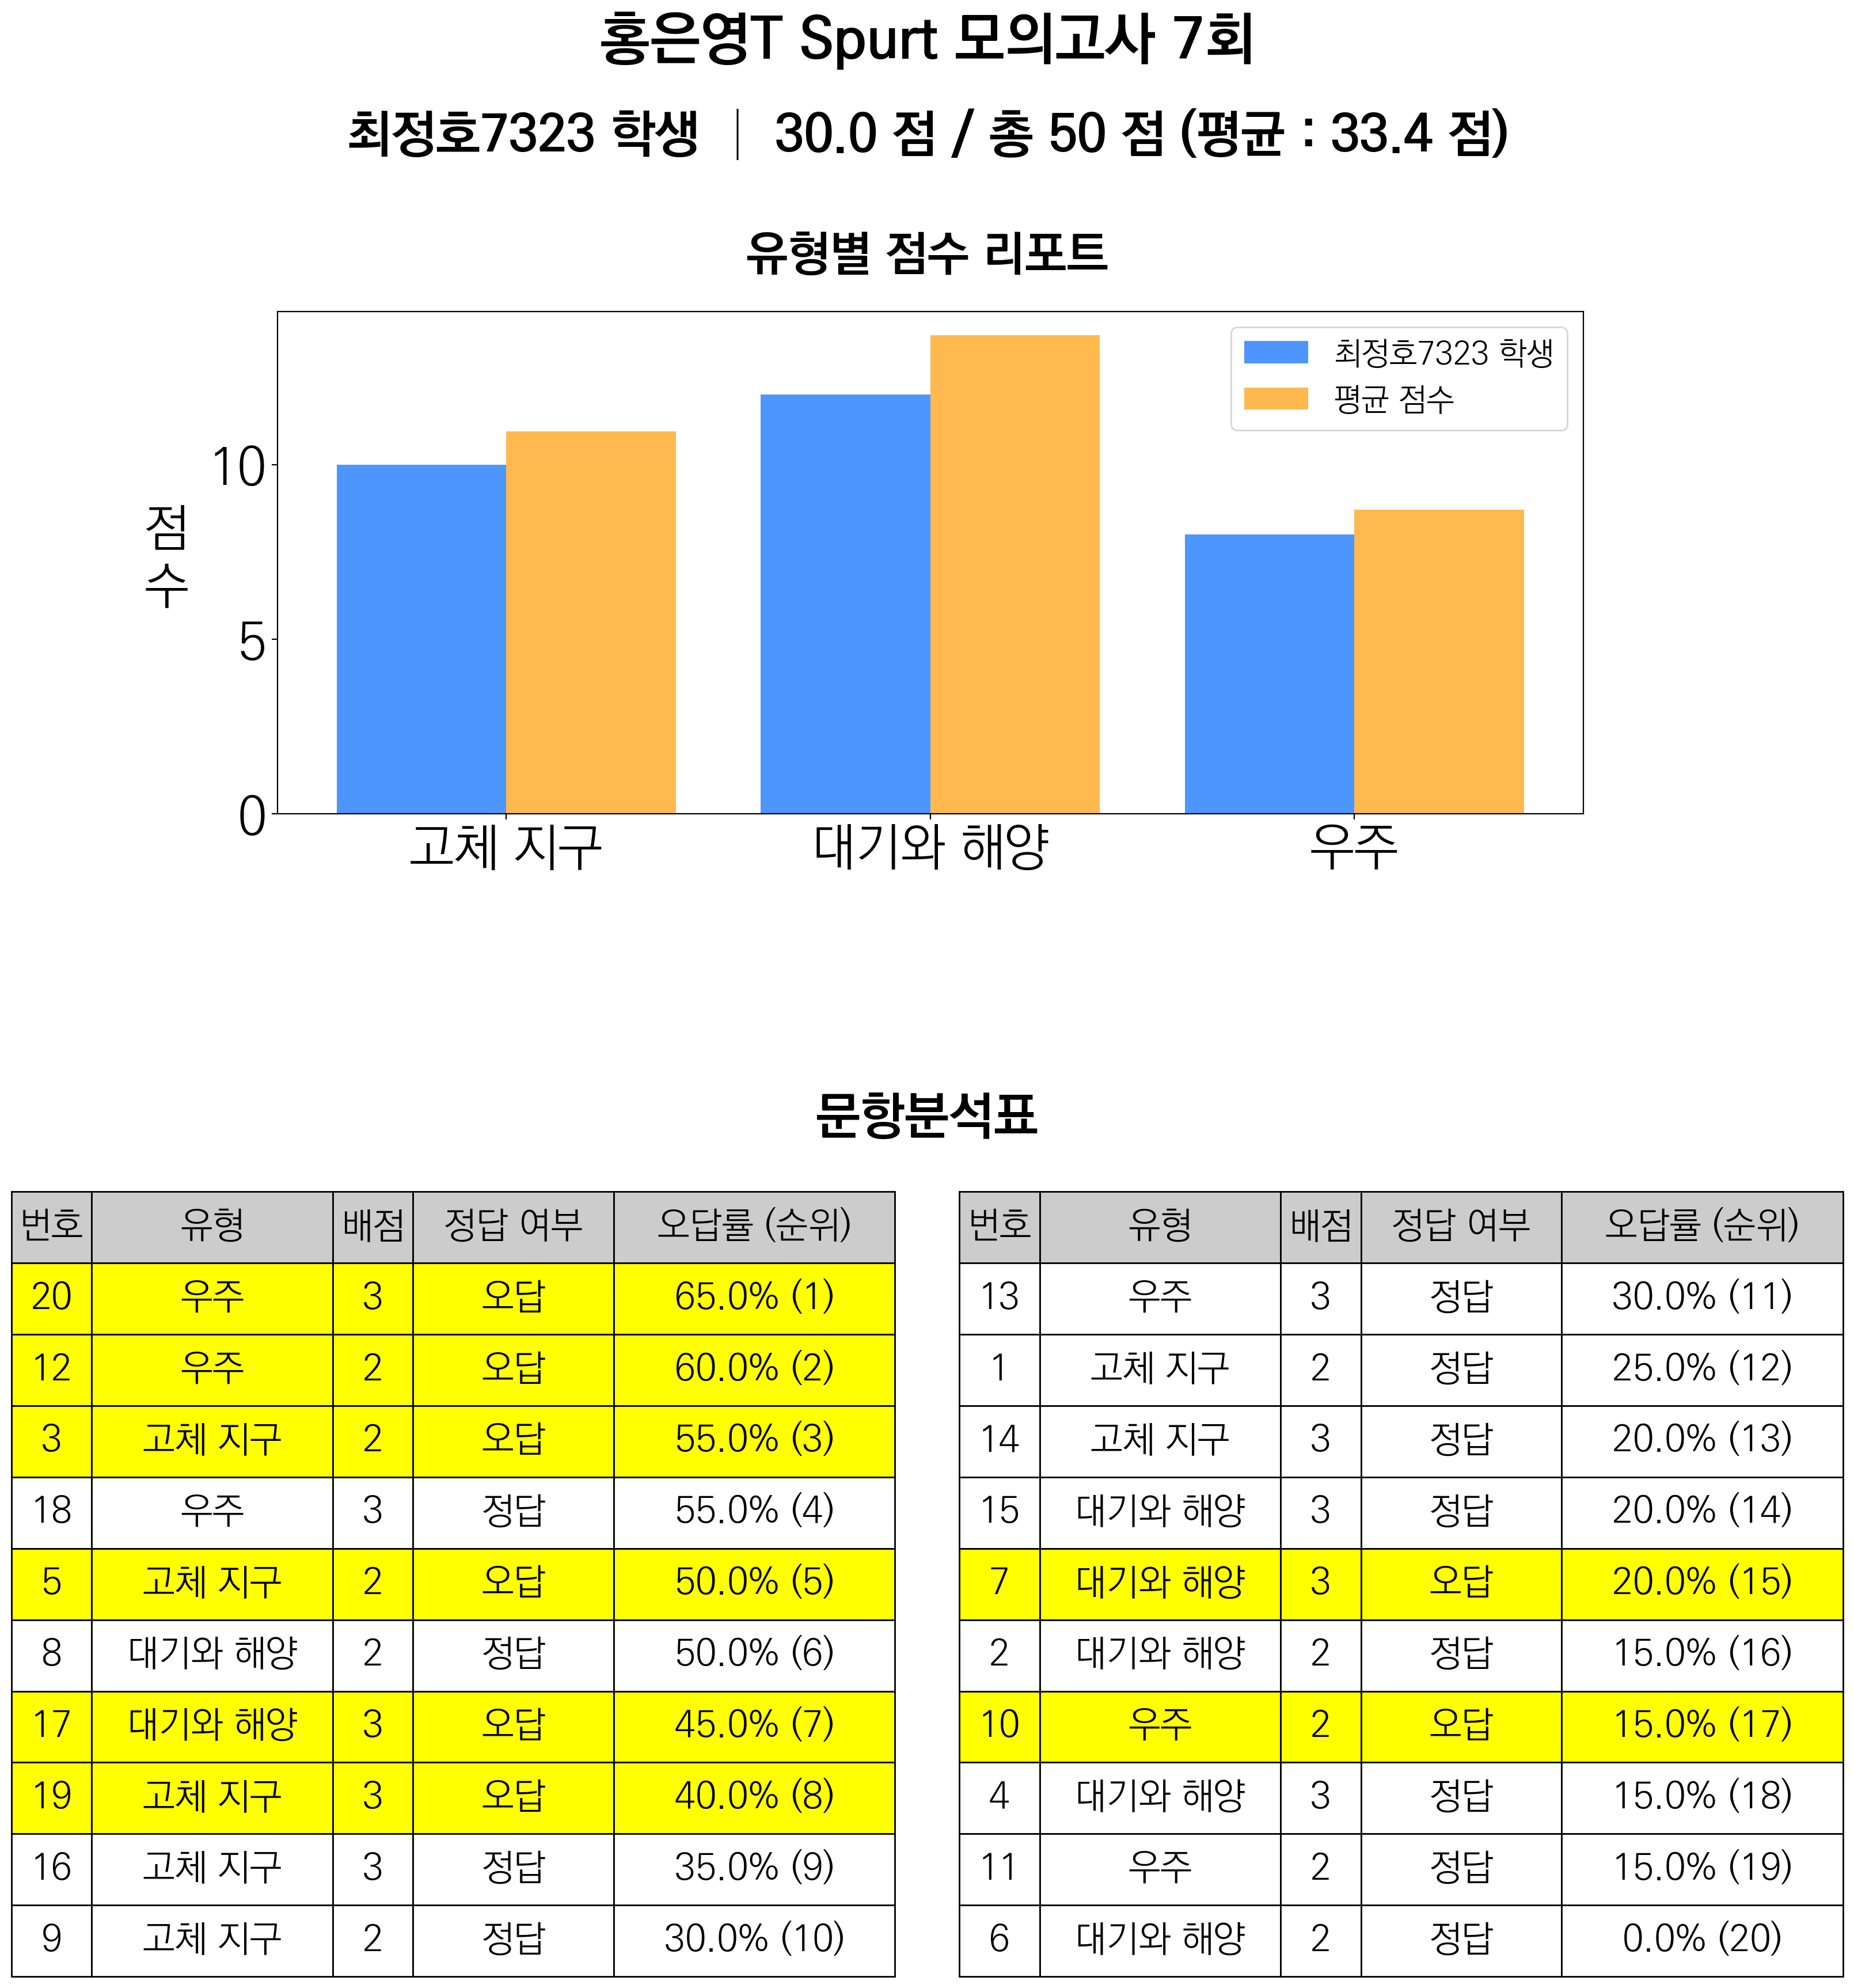 홍은영T Spurt 모의고사 7회
최정호7323 학생 | 30.0 점 / 총 50 점 (평균 : 33.4 점)
유형별 점수 리포트
최정호7323 학생
평균 점수
점수
10
5
0
고체 지구 대기와 해양 우주
문항분석표
번호 유형 배점 정답 여부 오답률 (순위)
20 우주 3 오답 65.0% (1)
12 우주 2 오답 60.0% (2)
3 고체 지구 2 오답 55.0% (3)
18 우주 3 정답 55.0% (4)
5 고체 지구 2 오답 50.0% (5)
8 대기와 해양 2 정답 50.0% (6)
17 대기와 해양 3 오답 45.0% (7)
19 고체 지구 3 오답 40.0% (8)
16 고체 지구 3 정답 35.0% (9)
9 고체 지구 2 정답 30.0% (10)
번호 유형 배점 정답 여부 오답률 (순위)
13 우주 3 정답 30.0% (11)
1 고체 지구 2 정답 25.0% (12)
14 고체 지구 3 정답 20.0% (13)
15 대기와 해양 3 정답 20.0% (14)
7 대기와 해양 3 오답 20.0% (15)
2 대기와 해양 2 정답 15.0% (16)
10 우주 2 오답 15.0% (17)
4 대기와 해양 3 정답 15.0% (18)
11 우주 2 정답 15.0% (19)
6 대기와 해양 2 정답 0.0% (20)